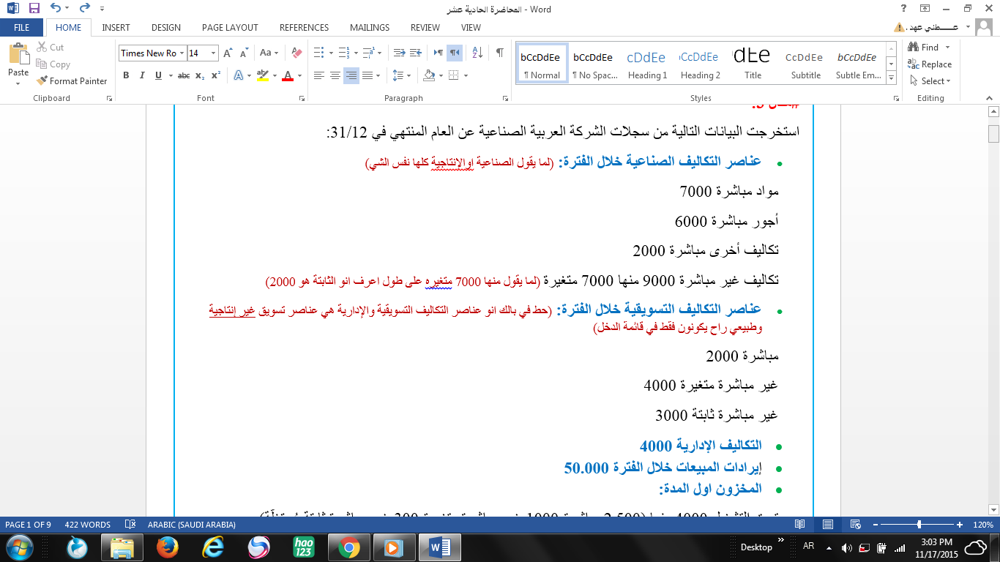 المحاضرة الحادية عشر - Word
FILE HOME INSERT DESIGN PAGE LAYOUT REFERENCES MAILINGS REVIEW VIEW
Cut
Copy
Format Painter
Paste
Times New Ro 14
Clipboard Font Paragraph Styles Editing
bCcDdEe bCcDdEe cDdEe cCcDdEe dEe CcDdEe bCcDdEe
¶ Normal ¶ No Spac... Heading 1 Heading 2 Title Subtitle Subtle Em...
Find
Replace
Select
استخرجت البيانات التالية من سجلات الشركة العربية الصناعية عن العام المنتهي في 31/12:
عناصر التكاليف الصناعية خلال الفترة: (لما يقول الصناعية اوالإنتاجية كلها نفس الشي)
مواد مباشرة 7000
أجور مباشرة 6000
تكاليف أخرى مباشرة 2000
تكاليف غير مباشرة 9000 منها 7000 متغيرة (لما يقول منها 7000 متغيره على طول اعرف انو الثابتة هو 2000)
عناصر التكاليف التسويقية خلال الفترة: (حط في بالك انو عناصر التكاليف التسويقية والإدارية هي عناصر تسويق غير إنتاجية
وطبيعي راح يكونون فقط في قائمة الدخل)
مباشرة 2000
غير مباشرة متغيرة 4000
غير مباشرة ثابتة 3000
التكاليف الإدارية 4000
إيرادات المبيعات خلال الفترة 50.000
المخزون اول المدة:
PAGE 1 OF 9 422 WORDS ARABIC (SAUDI ARABIA) 120%
hao123
Desktop AR 3:03 PM
11/17/2015